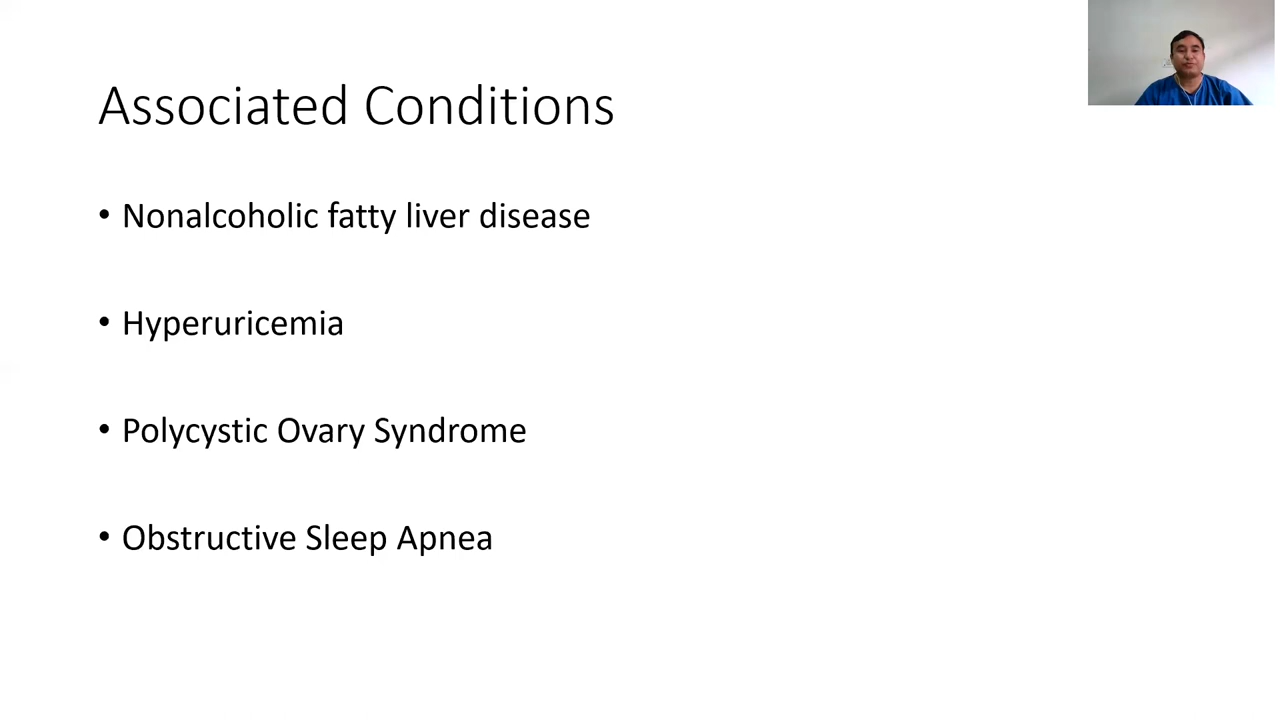 Associated Conditions
• Nonalcoholic fatty liver disease
• Hyperuricemia
• Polycystic Ovary Syndrome
• Obstructive Sleep Apnea